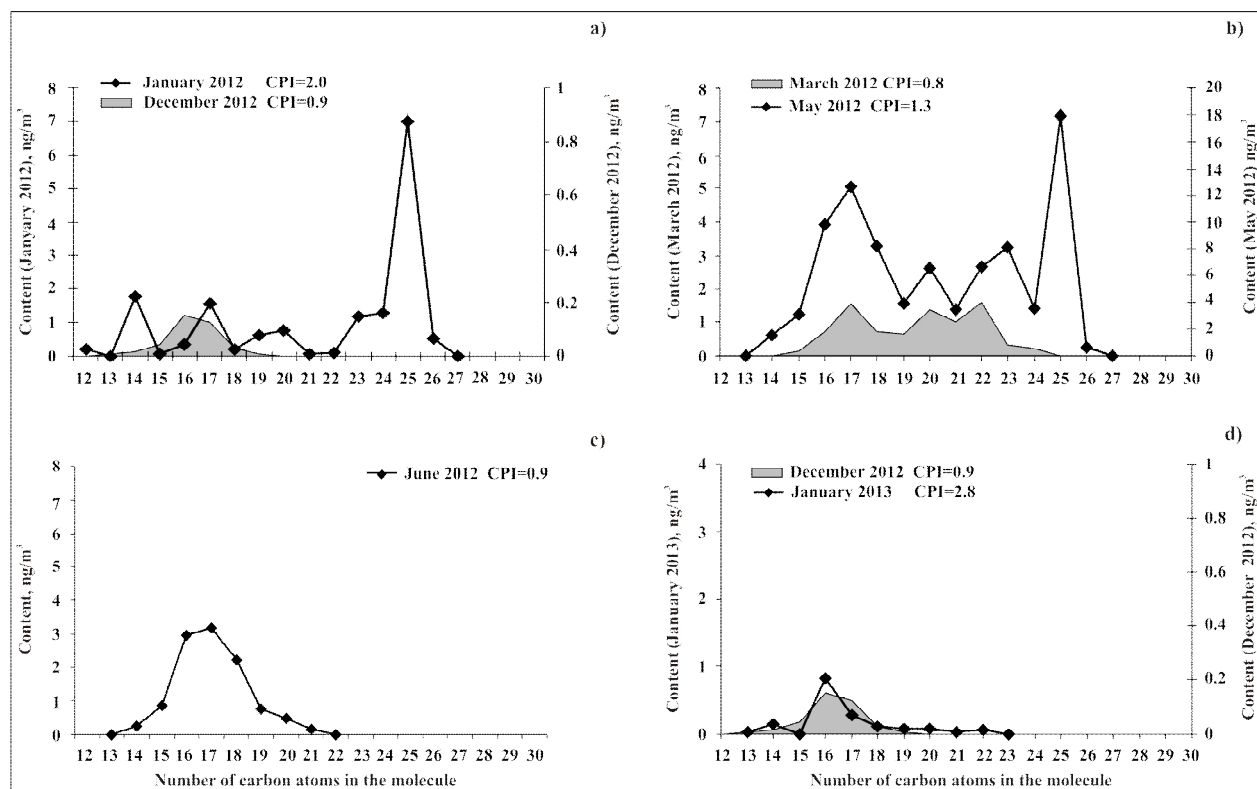 a)
January 2012 CPI=2.0
December 2012 CPI=0.9
Content (Janyary 2012), ng/m³
8
7
6
5
4
3
2
1
0
1
0.8
0.6
0.4
0.2
0
Content (December 2012), ng/m³
12 13 14 15 16 17 18 19 20 21 22 23 24 25 26 27 28 29 30
b)
March 2012 CPI=0.8
May 2012 CPI=1.3
Content (March 2012), ng/m³
8
7
6
5
4
3
2
1
0
20
18
16
14
12
10
8
6
4
2
0
Content (May 2012) ng/m³
12 13 14 15 16 17 18 19 20 21 22 23 24 25 26 27 28 29 30
c)
June 2012 CPI=0.9
Content, ng/m³
8
7
6
5
4
3
2
1
0
12 13 14 15 16 17 18 19 20 21 22 23 24 25 26 27 28 29 30
Number of carbon atoms in the molecule
d)
December 2012 CPI=0.9
January 2013 CPI=2.8
Content (January 2013), ng/m³
4
3
2
1
0
1
0.8
0.6
0.4
0.2
0
Content (December 2012), ng/m³
12 13 14 15 16 17 18 19 20 21 22 23 24 25 26 27 28 29 30
Number of carbon atoms in the molecule